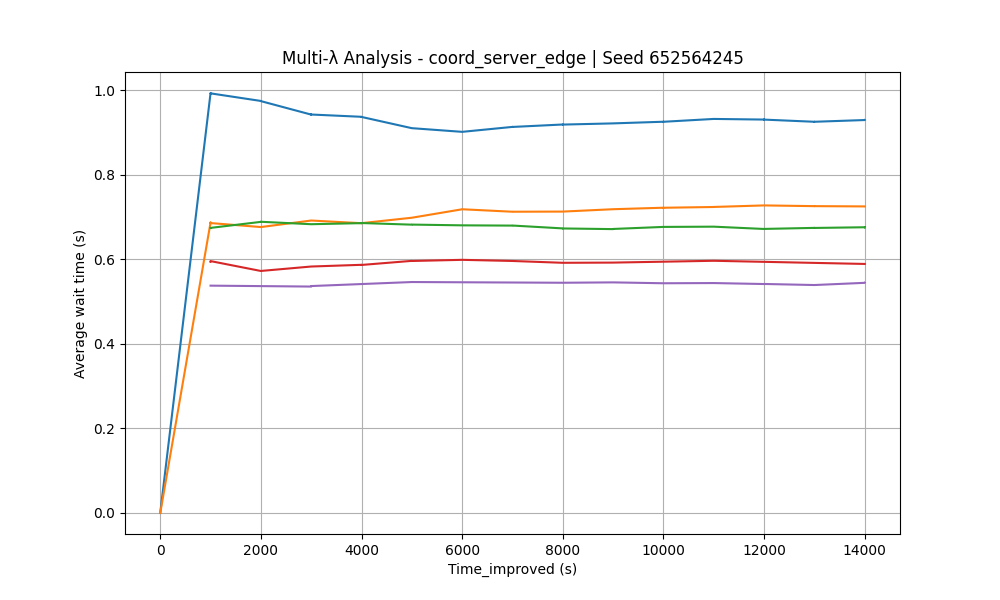 Multi-λ Analysis - coord_server_edge | Seed 652564245
Average wait time (s)
1.0
0.8
0.6
0.4
0.2
0.0
0 2000 4000 6000 8000 10000 12000 14000
Time_improved (s)